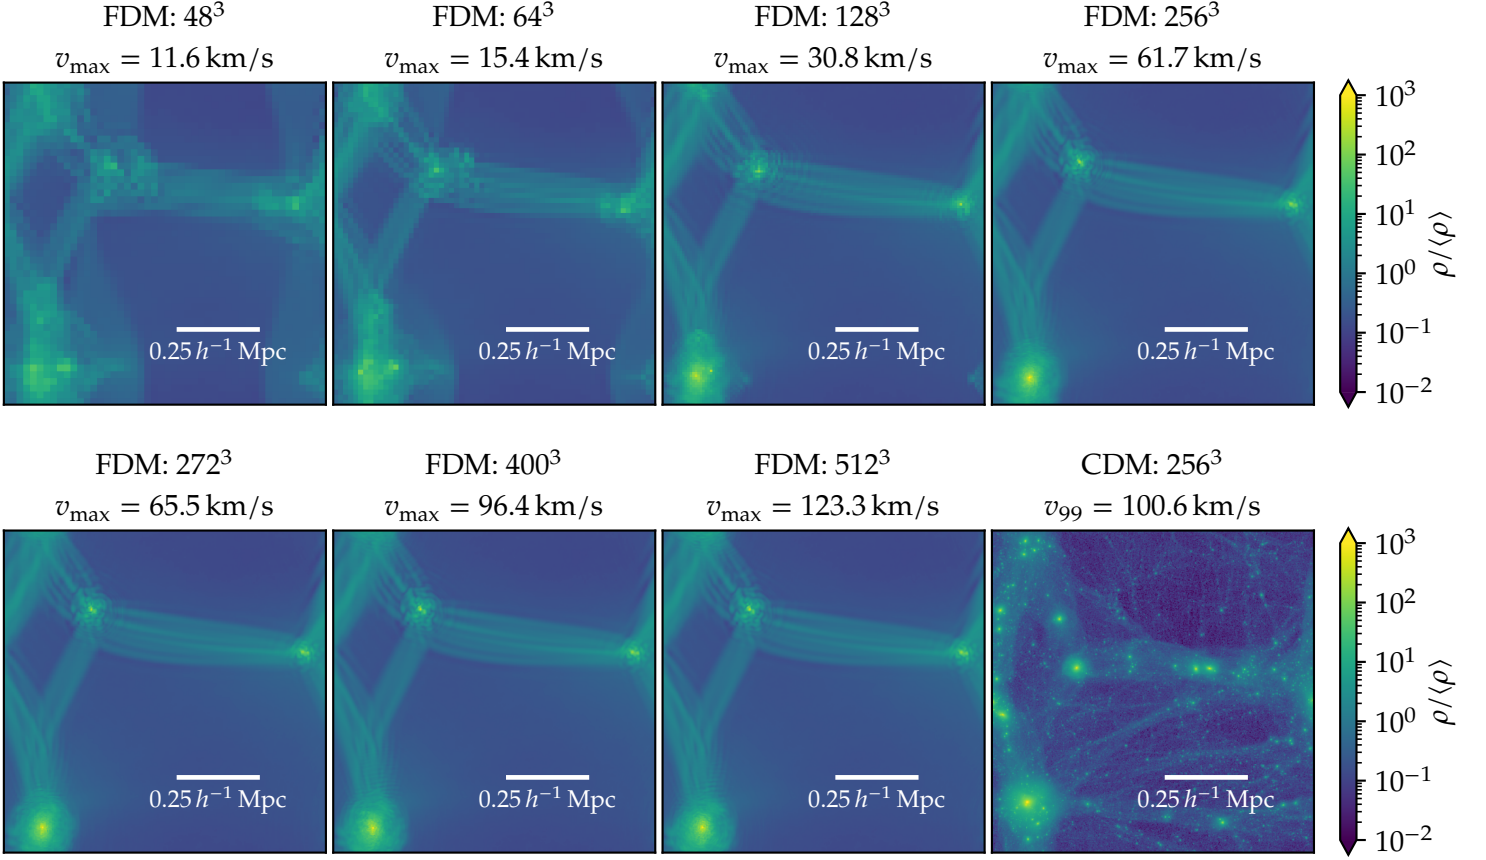 FDM: 48³ FDM: 64³ FDM: 128³ FDM: 256³
v_max = 11.6 km/s v_max = 15.4 km/s v_max = 30.8 km/s v_max = 61.7 km/s
0.25 h⁻¹ Mpc 0.25 h⁻¹ Mpc 0.25 h⁻¹ Mpc 0.25 h⁻¹ Mpc
10³
10²
10¹
10⁰
10⁻¹
10⁻²
ρ/⟨ρ⟩
FDM: 272³ FDM: 400³ FDM: 512³ CDM: 256³
v_max = 65.5 km/s v_max = 96.4 km/s v_max = 123.3 km/s v₉₉ = 100.6 km/s
0.25 h⁻¹ Mpc 0.25 h⁻¹ Mpc 0.25 h⁻¹ Mpc 0.25 h⁻¹ Mpc
10³
10²
10¹
10⁰
10⁻¹
10⁻²
ρ/⟨ρ⟩